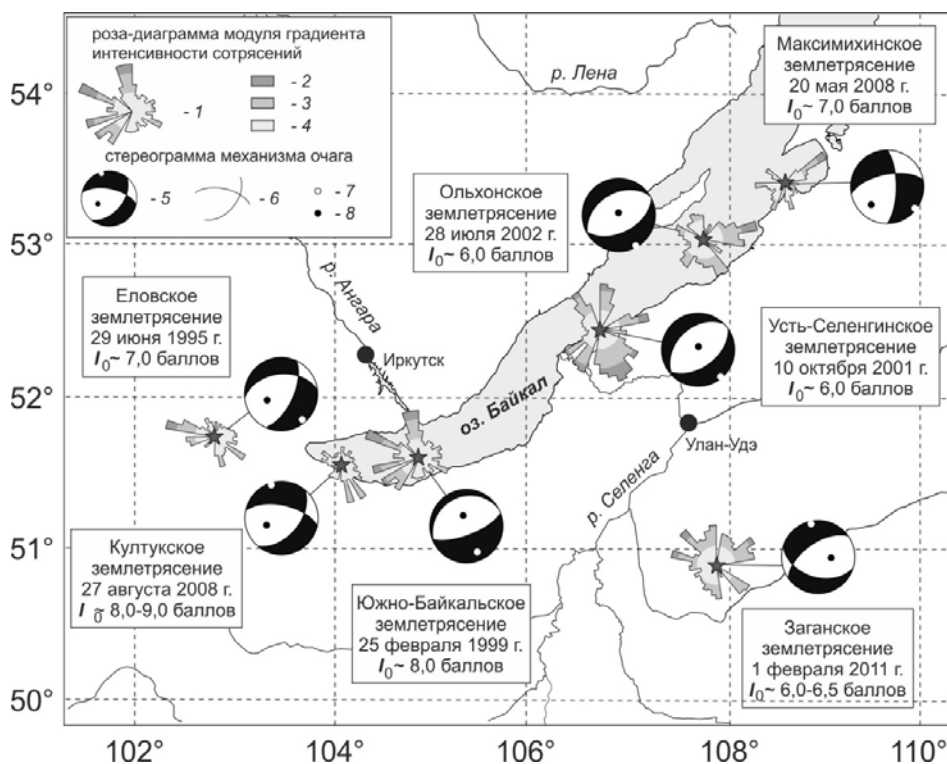 роза-диаграмма модуля градиента
интенсивности сотрясений
- 1
- 2
- 3
- 4
стереограмма механизма очага
- 5
- 6
- 7
- 8
54°
53°
52°
51°
50°
р. Лена
Максимихинское
землетрясение
20 мая 2008 г.
I₀~ 7,0 баллов
Ольхонское
землетрясение
28 июля 2002 г.
I₀~ 6,0 баллов
р. Ангара
Еловское
землетрясение
29 июня 1995 г.
I₀~ 7,0 баллов
Иркутск
оз. Байкал
Усть-Селенгинское
землетрясение
10 октября 2001 г.
I₀~ 6,0 баллов
Улан-Удэ
р. Селенга
Култукское
землетрясение
27 августа 2008 г.
I₀~ 8,0-9,0 баллов
Южно-Байкальское
землетрясение
25 февраля 1999 г.
I₀~ 8,0 баллов
Заганское
землетрясение
1 февраля 2011 г.
I₀~ 6,0-6,5 баллов
102° 104° 106° 108° 110°